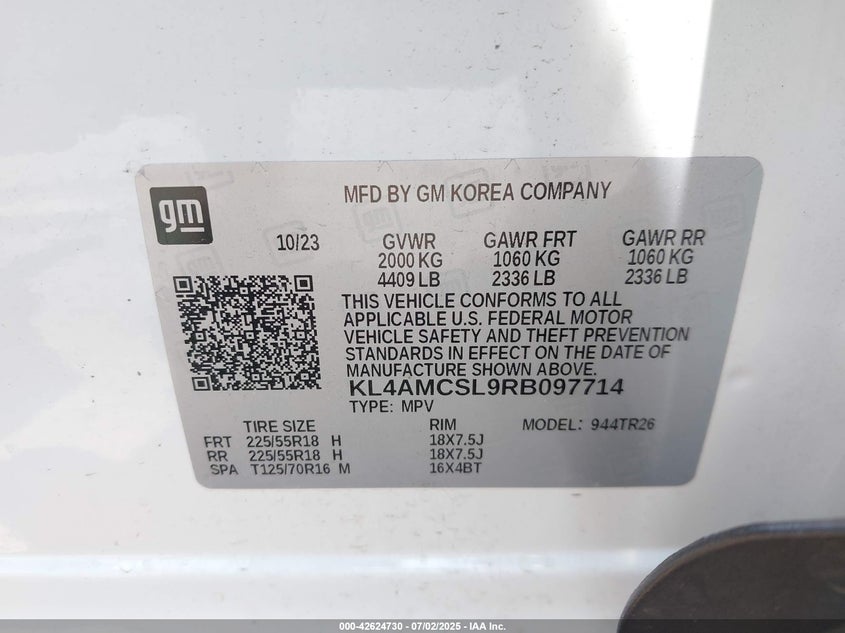 gm
MFD BY GM KOREA COMPANY
10/23 GVWR GAWR FRT GAWR RR
2000 KG 1060 KG 1060 KG
4409 LB 2336 LB 2336 LB
THIS VEHICLE CONFORMS TO ALL
APPLICABLE U.S. FEDERAL MOTOR
VEHICLE SAFETY AND THEFT PREVENTION
STANDARDS IN EFFECT ON THE DATE OF
MANUFACTURE SHOWN ABOVE.
KL4AMCSL9RB097714
TYPE: MPV
TIRE SIZE RIM MODEL: 944TR26
FRT 225/55R18 H 18X7.5J
RR 225/55R18 H 18X7.5J
SPA T125/70R16 M 16X4BT
000-42624730 - 07/02/2025 - IAA Inc.